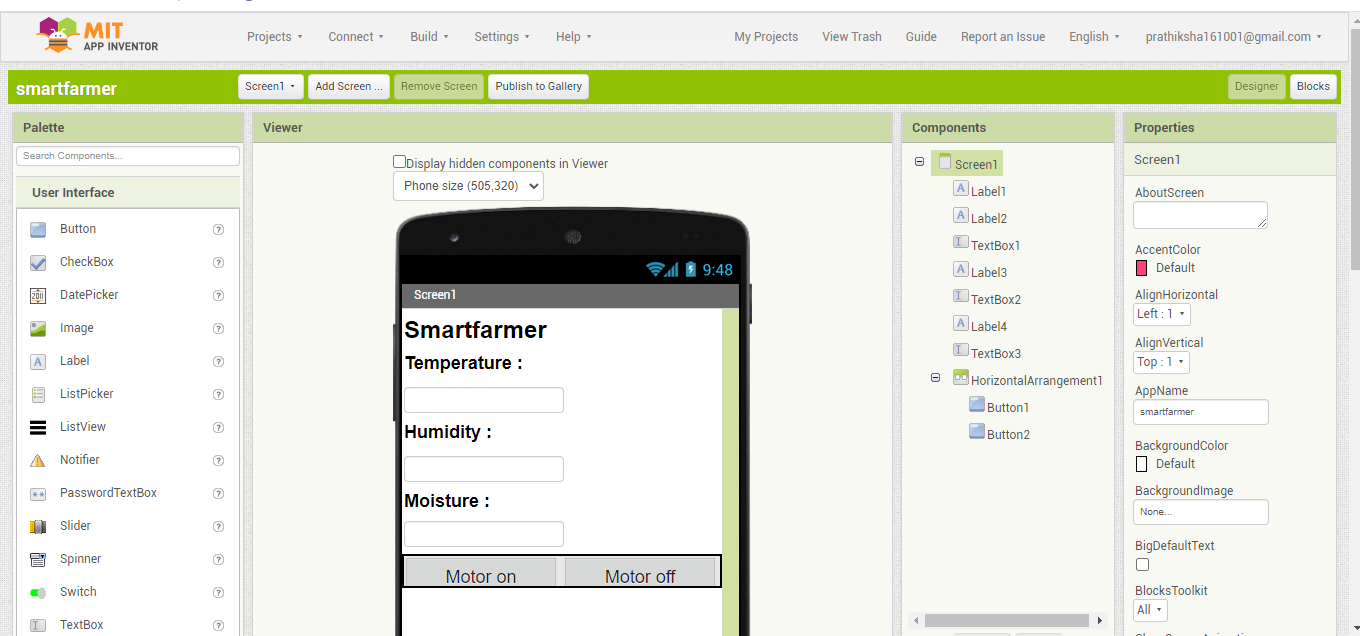 MIT
APP INVENTOR
Projects Connect Build Settings Help My Projects View Trash Guide Report an Issue English prathiksha161001@gmail.com
smartfarmer Screen1 Add Screen ... Remove Screen Publish to Gallery Designer Blocks
Palette
Search Components...
User Interface
Button ?
CheckBox ?
DatePicker ?
Image ?
Label ?
ListPicker ?
ListView ?
Notifier ?
PasswordTextBox ?
Slider ?
Spinner ?
Switch ?
TextBox ?
Viewer
Display hidden components in Viewer
Phone size (505,320)
9:48
Screen1
Smartfarmer
Temperature :
Humidity :
Moisture :
Motor on Motor off
Components
Screen1
A Label1
A Label2
I TextBox1
A Label3
I TextBox2
A Label4
I TextBox3
HorizontalArrangement1
Button1
Button2
Properties
Screen1
AboutScreen
AccentColor
Default
AlignHorizontal
Left : 1
AlignVertical
Top : 1
AppName
smartfarmer
BackgroundColor
Default
BackgroundImage
None...
BigDefaultText
BlocksToolkit
All